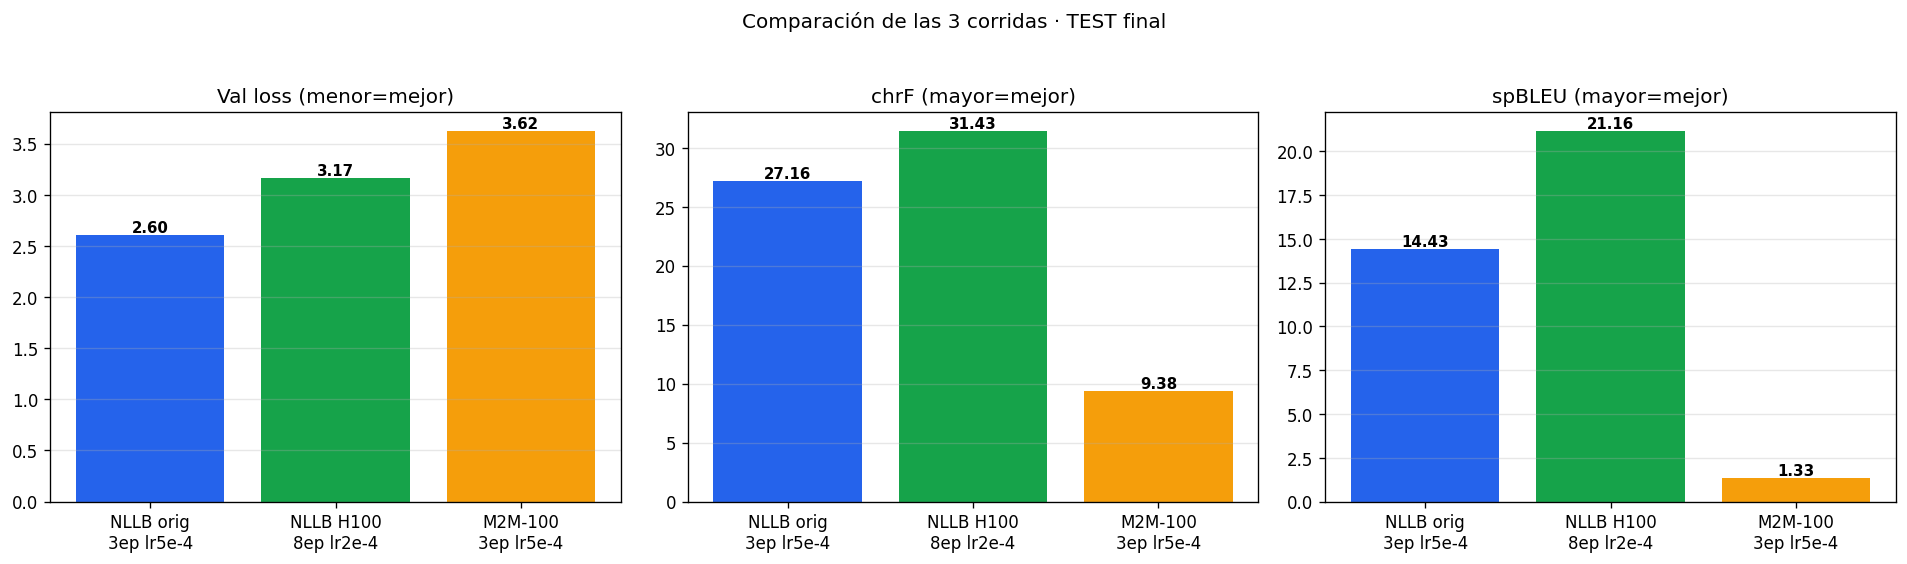 Comparación de las 3 corridas · TEST final
Val loss (menor=mejor)
3.5
3.0
2.5
2.0
1.5
1.0
0.5
0.0
2.60
3.17
3.62
NLLB orig
3ep lr5e-4
NLLB H100
8ep lr2e-4
M2M-100
3ep lr5e-4
chrF (mayor=mejor)
30
25
20
15
10
5
0
27.16
31.43
9.38
NLLB orig
3ep lr5e-4
NLLB H100
8ep lr2e-4
M2M-100
3ep lr5e-4
spBLEU (mayor=mejor)
20.0
17.5
15.0
12.5
10.0
7.5
5.0
2.5
0.0
14.43
21.16
1.33
NLLB orig
3ep lr5e-4
NLLB H100
8ep lr2e-4
M2M-100
3ep lr5e-4